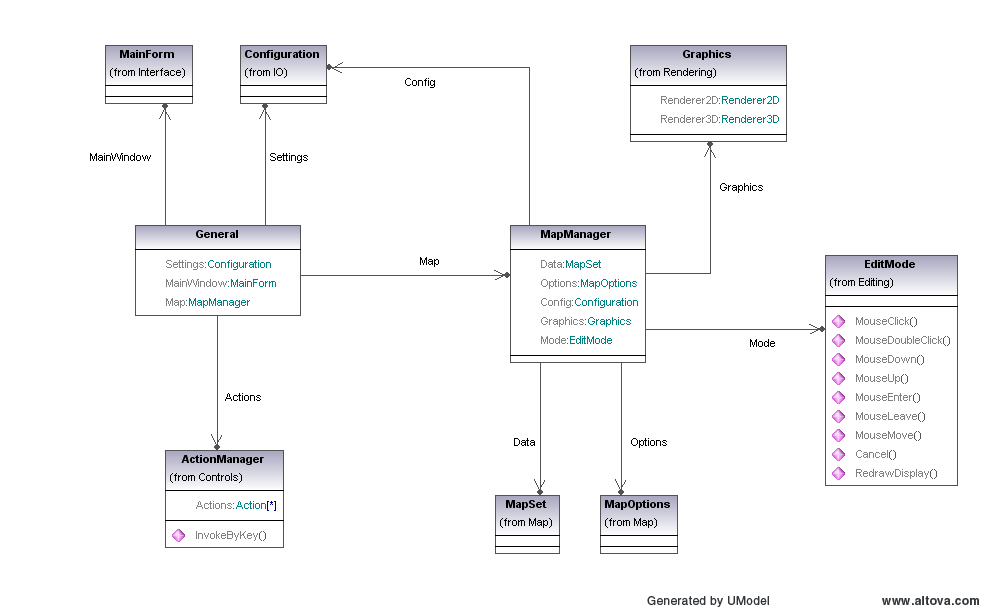 MainForm
(from Interface)
Configuration
(from IO)
Config
Graphics
(from Rendering)
Renderer2D:Renderer2D
Renderer3D:Renderer3D
MainWindow
Settings
Graphics
General
Settings:Configuration
MainWindow:MainForm
Map:MapManager
Map
MapManager
Data:MapSet
Options:MapOptions
Config:Configuration
Graphics:Graphics
Mode:EditMode
Mode
EditMode
(from Editing)
MouseClick()
MouseDoubleClick()
MouseDown()
MouseUp()
MouseEnter()
MouseLeave()
MouseMove()
Cancel()
RedrawDisplay()
Actions
Data
Options
ActionManager
(from Controls)
Actions:Action[*]
InvokeByKey()
MapSet
(from Map)
MapOptions
(from Map)
Generated by UModel
www.altova.com